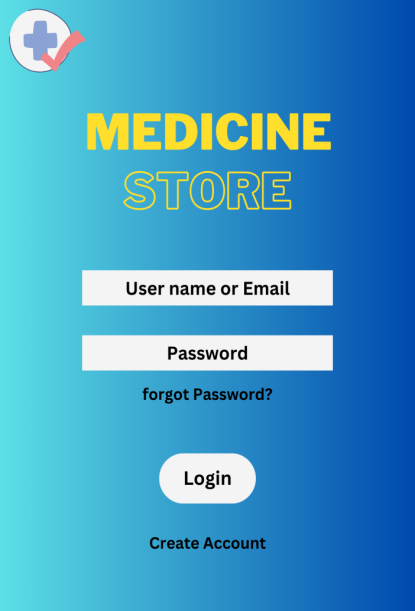 MEDICINE
STORE
User name or Email
Password
forgot Password?
Login
Create Account